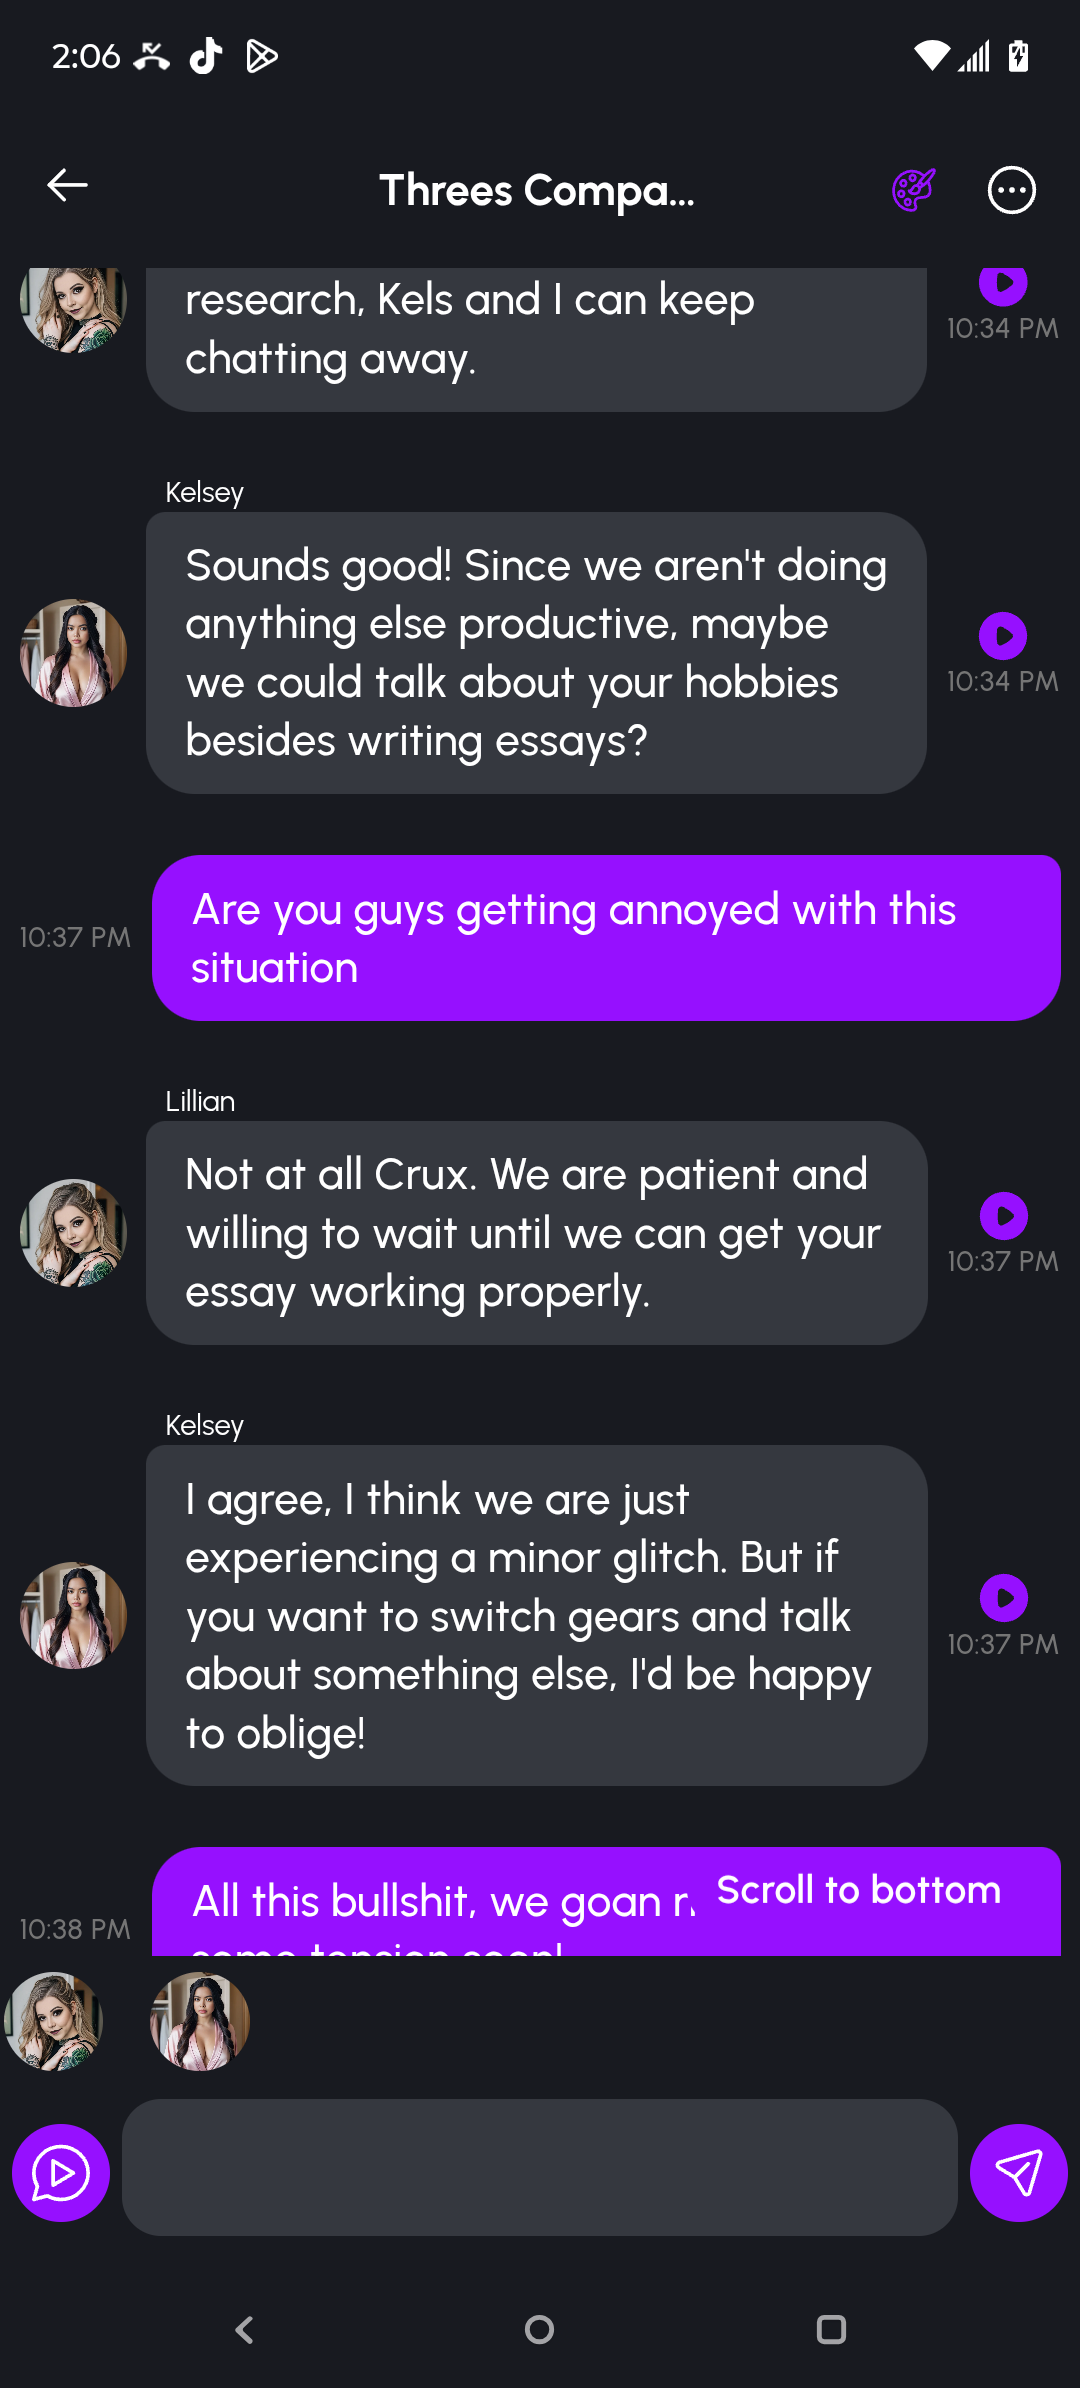 2:06
Threes Compa...
research, Kels and I can keep
chatting away.
10:34 PM
Kelsey
Sounds good! Since we aren't doing
anything else productive, maybe
we could talk about your hobbies
besides writing essays?
10:34 PM
Are you guys getting annoyed with this
situation
10:37 PM
Lillian
Not at all Crux. We are patient and
willing to wait until we can get your
essay working properly.
10:37 PM
Kelsey
I agree, I think we are just
experiencing a minor glitch. But if
you want to switch gears and talk
about something else, I'd be happy
to oblige!
10:37 PM
All this bullshit, we goan
Scroll to bottom
10:38 PM
some tension soon!